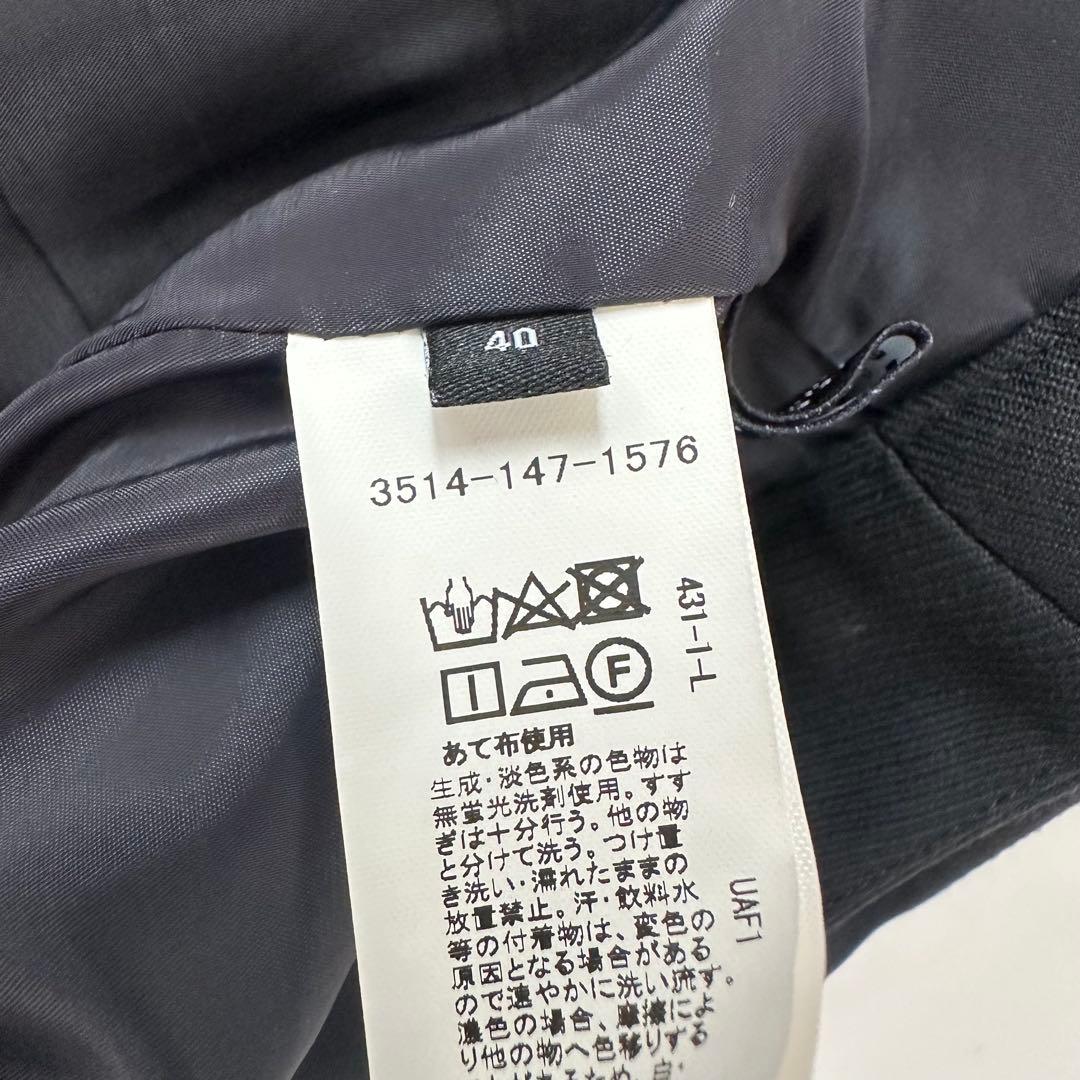 40
3514-147-1576
431-1-L
F
あて布使用
生成・淡色系の色物は
無蛍光洗剤使用。すす
ぎは十分行う。他の物
と分けて洗う。つけ置
き洗い・濡れたままの
放置禁止。汗・飲料水
等の付着物は、変色の
原因となる場合がある
ので速やかに洗い流す。
濃色の場合、摩擦によ
り他の物へ色移りする
UAF1